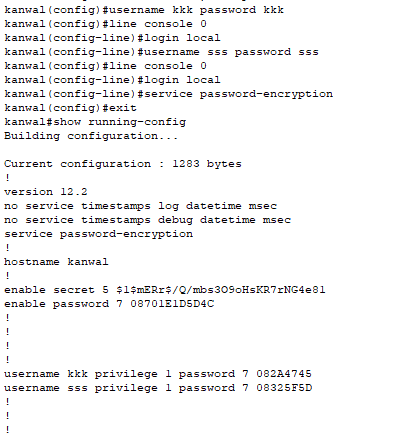 kanwal(config)#username kkk password kkk
kanwal(config)#line console 0
kanwal(config-line)#login local
kanwal(config-line)#username sss password sss
kanwal(config)#line console 0
kanwal(config-line)#login local
kanwal(config-line)#service password-encryption
kanwal(config)#exit
kanwal#show running-config
Building configuration...
Current configuration : 1283 bytes
!
version 12.2
no service timestamps log datetime msec
no service timestamps debug datetime msec
service password-encryption
!
hostname kanwal
!
enable secret 5 $1$mERr$/Q/mbs3O9oHsKR7rNG4e81
enable password 7 08701E1D5D4C
!
!
!
!
username kkk privilege 1 password 7 082A4745
username sss privilege 1 password 7 08325F5D
!
!
!